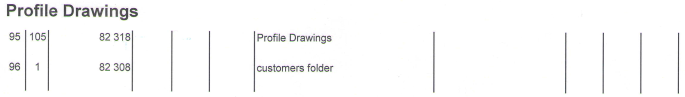 Profile Drawings
95 105 82 318 Profile Drawings
96 1 82 308 customers folder